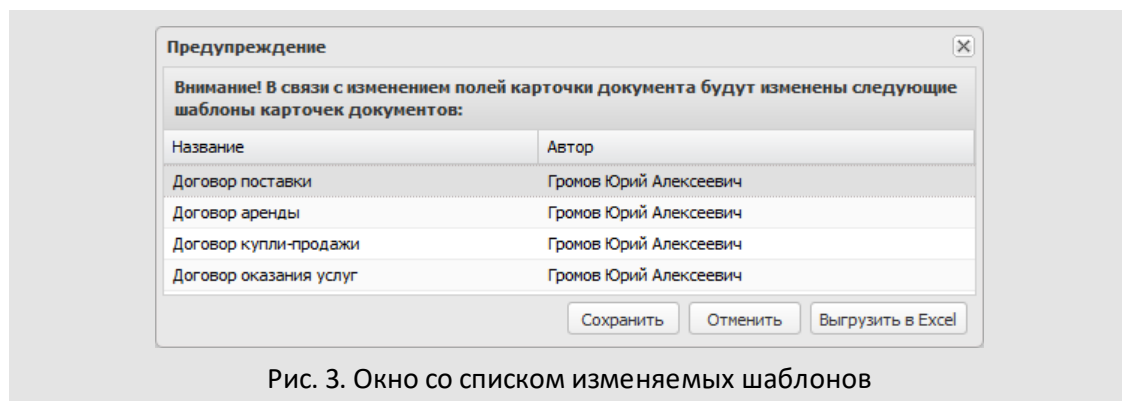 Предупреждение
Внимание! В связи с изменением полей карточки документа будут изменены следующие
шаблоны карточек документов:
Название Автор
Договор поставки Громов Юрий Алексеевич
Договор аренды Громов Юрий Алексеевич
Договор купли-продажи Громов Юрий Алексеевич
Договор оказания услуг Громов Юрий Алексеевич
Сохранить Отменить Выгрузить в Excel
Рис. 3. Окно со списком изменяемых шаблонов